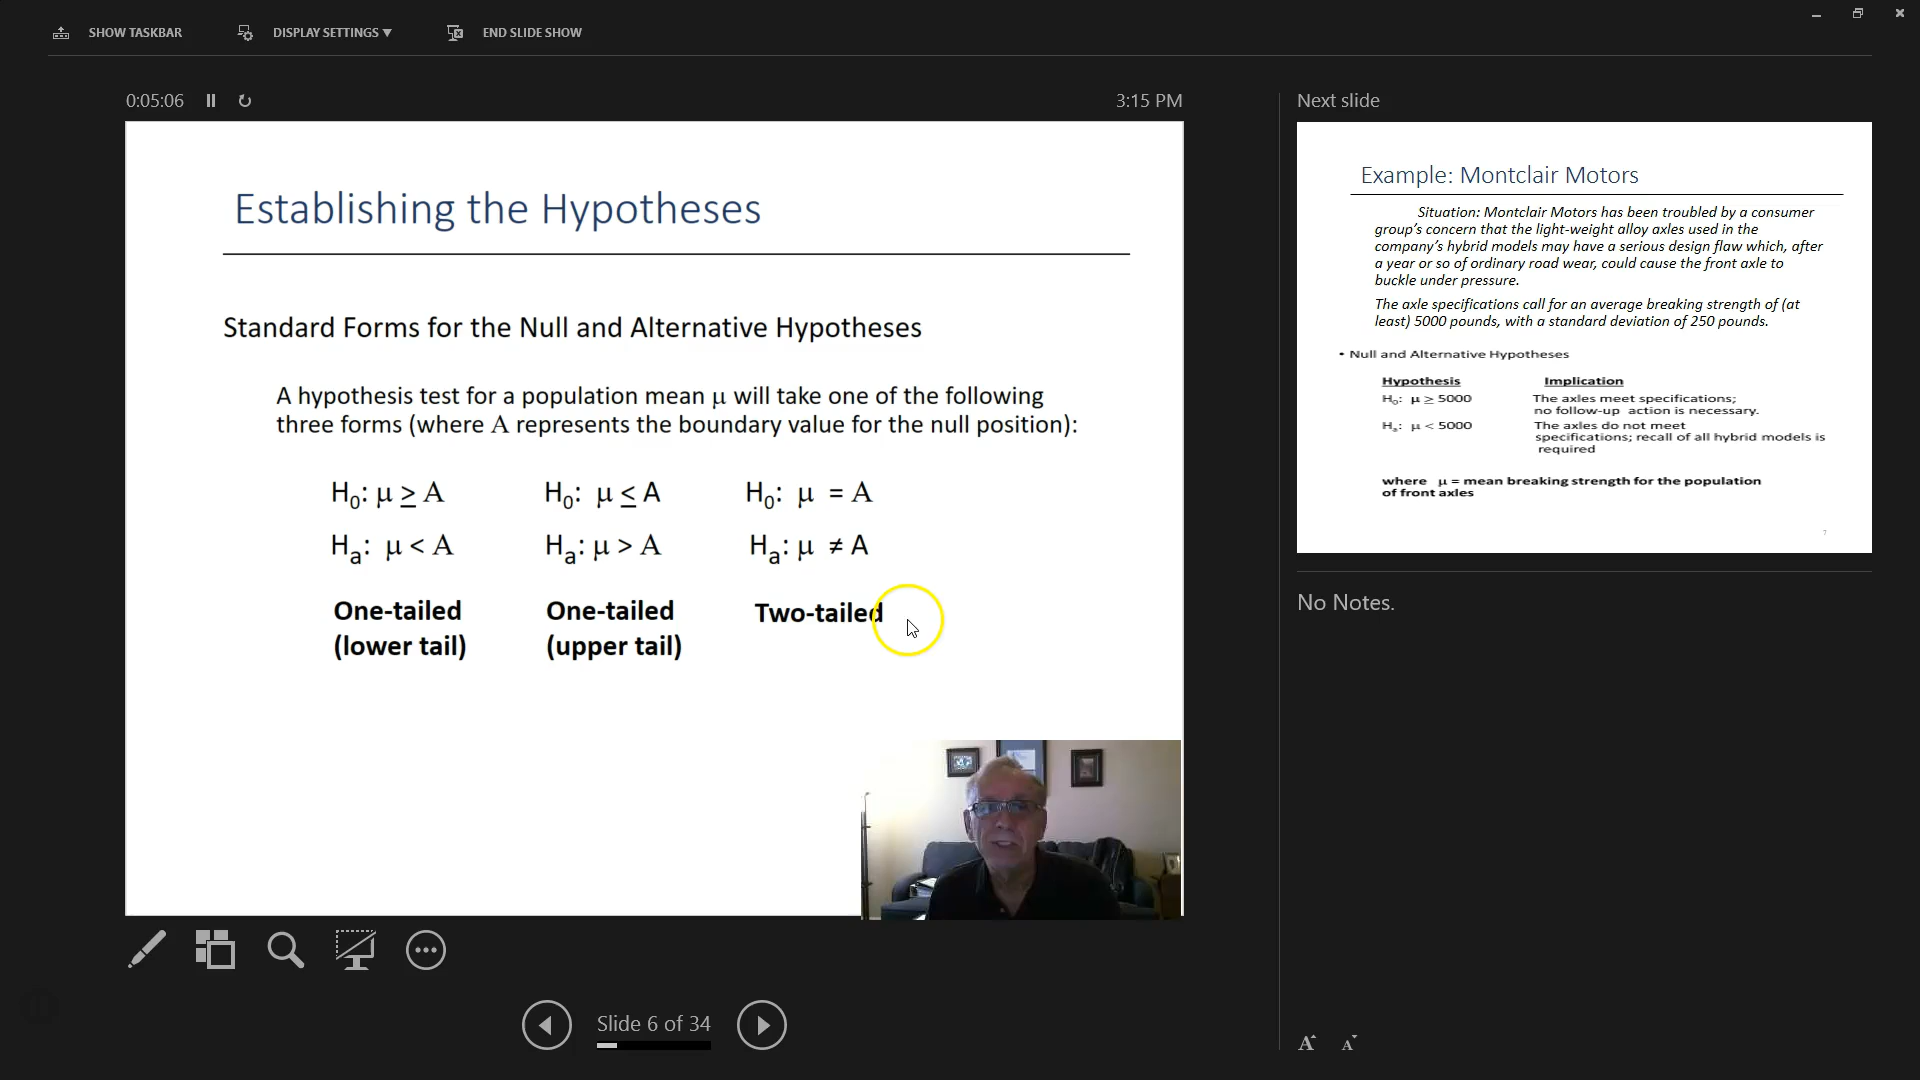 SHOW TASKBAR
DISPLAY SETTINGS ▼
END SLIDE SHOW
0:05:06
3:15 PM
Establishing the Hypotheses
Standard Forms for the Null and Alternative Hypotheses
A hypothesis test for a population mean μ will take one of the following
three forms (where A represents the boundary value for the null position):
H₀: μ ≥ A
H₀: μ ≤ A
H₀: μ = A
Hₐ: μ < A
Hₐ: μ > A
Hₐ: μ ≠ A
One-tailed
(lower tail)
One-tailed
(upper tail)
Two-tailed
Slide 6 of 34
Next slide
Example: Montclair Motors
Situation: Montclair Motors has been troubled by a consumer
group's concern that the light-weight alloy axles used in the
company's hybrid models may have a serious design flaw which, after
a year or so of ordinary road wear, could cause the front axle to
buckle under pressure.
The axle specifications call for an average breaking strength of (at
least) 5000 pounds, with a standard deviation of 250 pounds.
• Null and Alternative Hypotheses
Hypothesis
Implication
H₀: μ ≥ 5000
The axles meet specifications;
no follow-up action is necessary.
Hₐ: μ < 5000
The axles do not meet
specifications; recall of all hybrid models is
required
where μ = mean breaking strength for the population
of front axles
7
No Notes.
A A